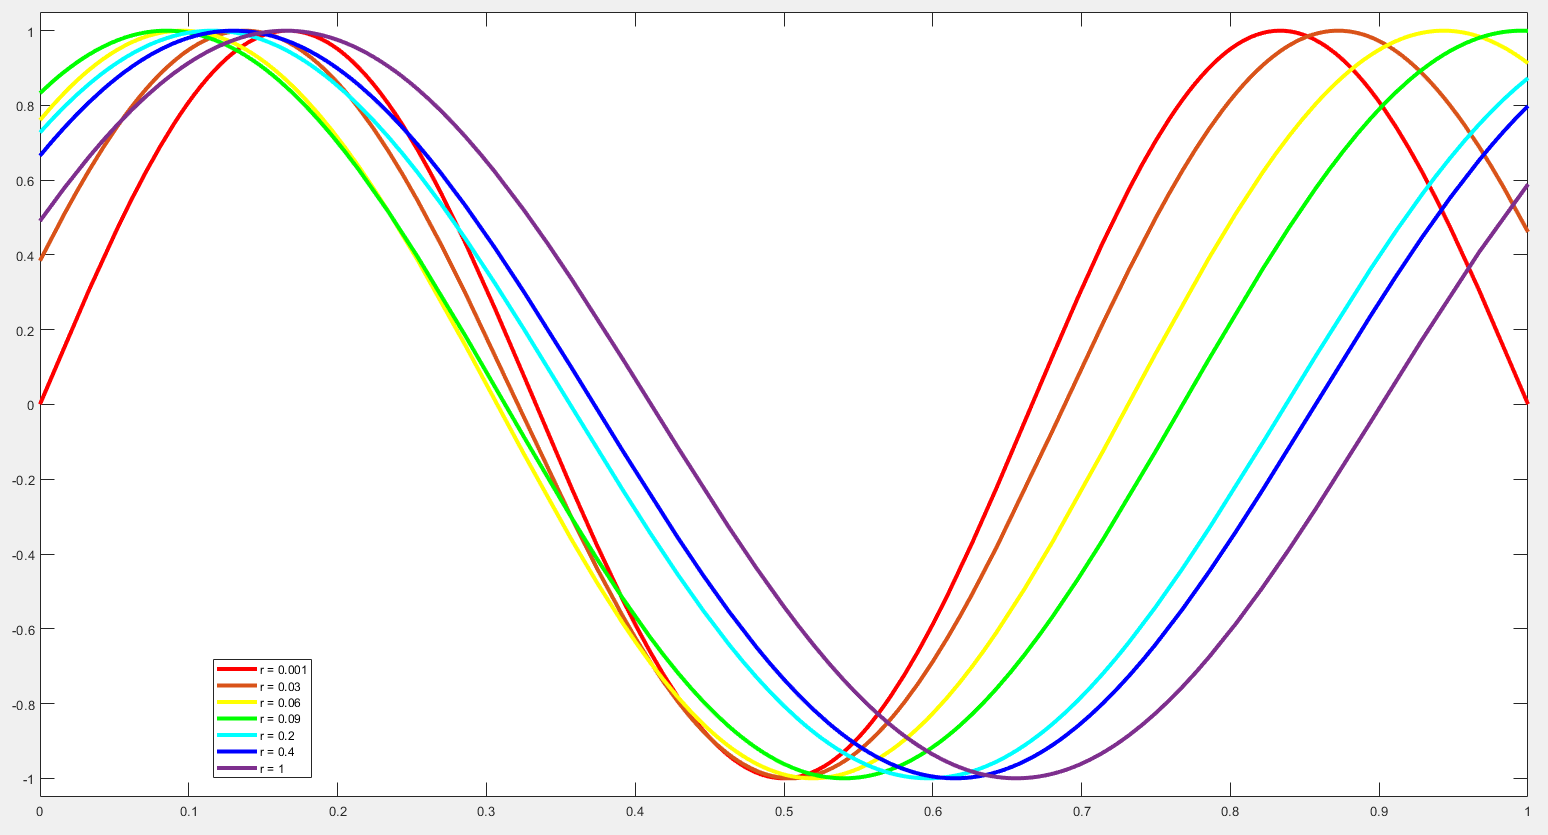 1
0.8
0.6
0.4
0.2
0
-0.2
-0.4
-0.6
-0.8
-1
r = 0.001
r = 0.03
r = 0.06
r = 0.09
r = 0.2
r = 0.4
r = 1
0 0.1 0.2 0.3 0.4 0.5 0.6 0.7 0.8 0.9 1